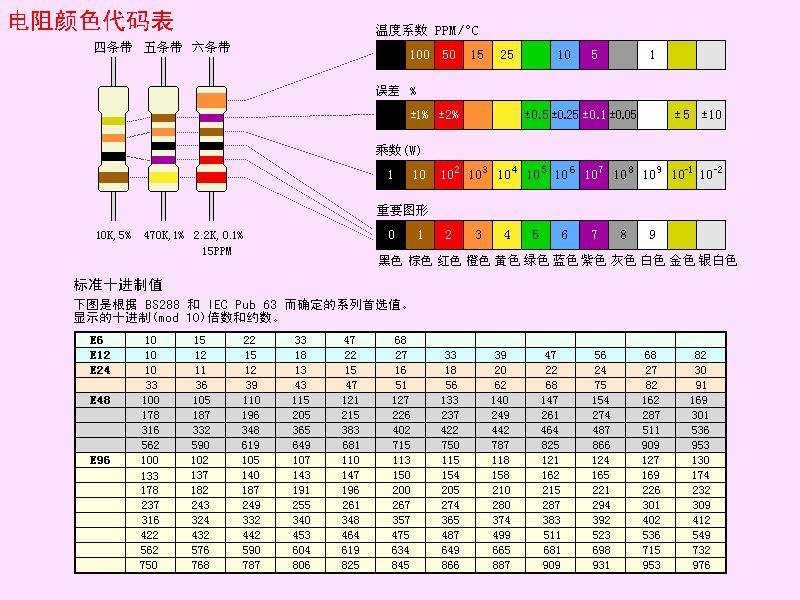 电阻颜色代码表
四条带 五条带 六条带
温度系数 PPM/°C
100 50 15 25 10 5 1
误差 %
±1% ±2% ±0.5 ±0.25 ±0.1 ±0.05 ±5 ±10
乘数(W)
1 10 10² 10³ 10⁴ 10⁵ 10⁶ 10⁷ 10⁸ 10⁹ 10⁻¹ 10⁻²
重要图形
0 1 2 3 4 5 6 7 8 9
黑色 棕色 红色 橙色 黄色 绿色 蓝色 紫色 灰色 白色 金色 银白色
10K,5% 470K,1% 2.2K,0.1%
15PPM
标准十进制值
下图是根据 BS288 和 IEC Pub 63 而确定的系列首选值。
显示的十进制(mod 10)倍数和约数。
E6 10 15 22 33 47 68
E12 10 12 15 18 22 27 33 39 47 56 68 82
E24 10 11 12 13 15 16 18 20 22 24 27 30
33 36 39 43 47 51 56 62 68 75 82 91
E48 100 105 110 115 121 127 133 140 147 154 162 169
178 187 196 205 215 226 237 249 261 274 287 301
316 332 348 365 383 402 422 442 464 487 511 536
562 590 619 649 681 715 750 787 825 866 909 953
E96 100 102 105 107 110 113 115 118 121 124 127 130
133 137 140 143 147 150 154 158 162 165 169 174
178 182 187 191 196 200 205 210 215 221 226 232
237 243 249 255 261 267 274 280 287 294 301 309
316 324 332 340 348 357 365 374 383 392 402 412
422 432 442 453 464 475 487 499 511 523 536 549
562 576 590 604 619 634 649 665 681 698 715 732
750 768 787 806 825 845 866 887 909 931 953 976